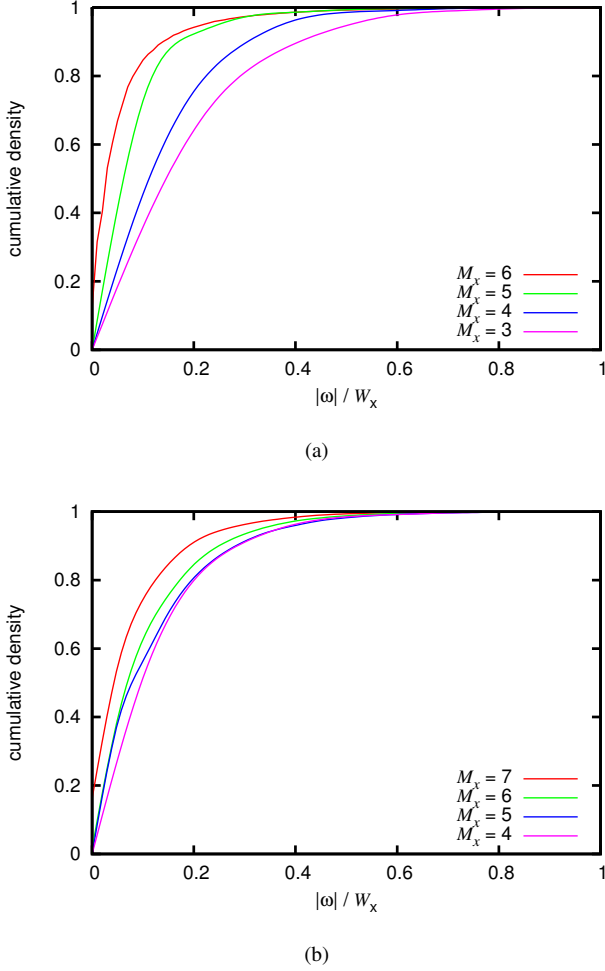 1
0.8
0.6
0.4
0.2
0
cumulative density
M_x = 6
M_x = 5
M_x = 4
M_x = 3
0 0.2 0.4 0.6 0.8 1
|ω| / W_x
(a)
1
0.8
0.6
0.4
0.2
0
cumulative density
M_x = 7
M_x = 6
M_x = 5
M_x = 4
0 0.2 0.4 0.6 0.8 1
|ω| / W_x
(b)